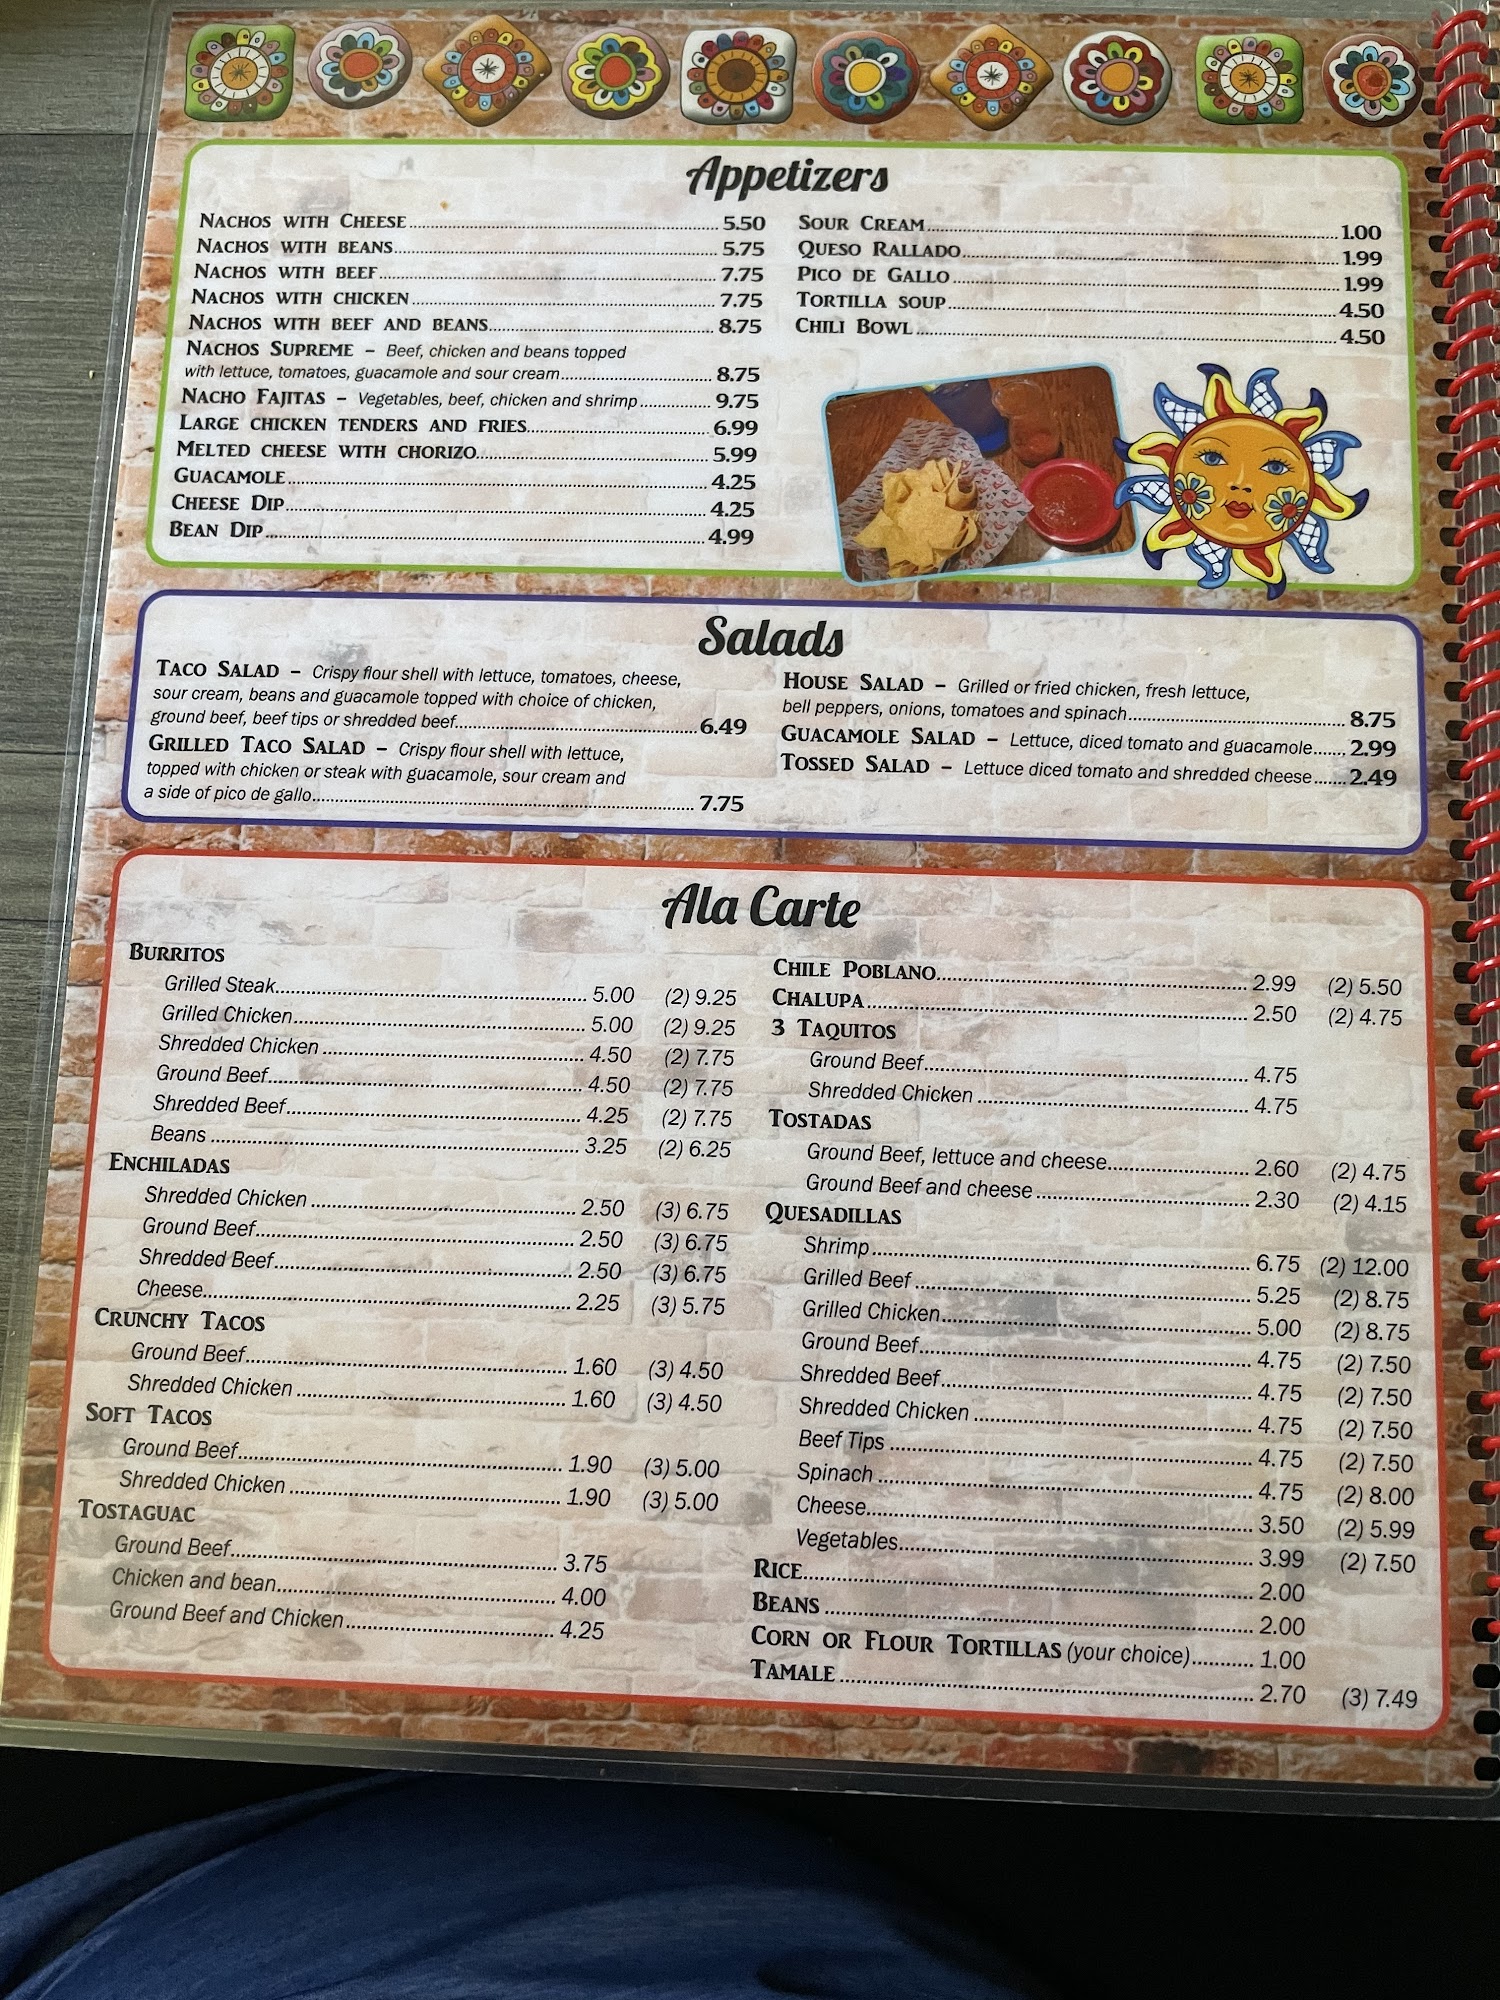 Appetizers
Nachos with Cheese 5.50
Nachos with beans 5.75
Nachos with beef 7.75
Nachos with chicken 7.75
Nachos with beef and beans 8.75
Nachos Supreme – Beef, chicken and beans topped
with lettuce, tomatoes, guacamole and sour cream 8.75
Nacho Fajitas – Vegetables, beef, chicken and shrimp 9.75
Large chicken tenders and fries 6.99
Melted cheese with chorizo 5.99
Guacamole 4.25
Cheese Dip 4.25
Bean Dip 4.99
Sour Cream 1.00
Queso Rallado 1.99
Pico de Gallo 1.99
Tortilla soup 4.50
Chili Bowl 4.50
Salads
Taco Salad – Crispy flour shell with lettuce, tomatoes, cheese,
sour cream, beans and guacamole topped with choice of chicken,
ground beef, beef tips or shredded beef 6.49
Grilled Taco Salad – Crispy flour shell with lettuce,
topped with chicken or steak with guacamole, sour cream and
a side of pico de gallo 7.75
House Salad – Grilled or fried chicken, fresh lettuce,
bell peppers, onions, tomatoes and spinach 8.75
Guacamole Salad – Lettuce, diced tomato and guacamole 2.99
Tossed Salad – Lettuce diced tomato and shredded cheese 2.49
Ala Carte
Burritos
Grilled Steak 5.00 (2) 9.25
Grilled Chicken 5.00 (2) 9.25
Shredded Chicken 4.50 (2) 7.75
Ground Beef 4.50 (2) 7.75
Shredded Beef 4.25 (2) 7.75
Beans 3.25 (2) 6.25
Enchiladas
Shredded Chicken 2.50 (3) 6.75
Ground Beef 2.50 (3) 6.75
Shredded Beef 2.50 (3) 6.75
Cheese 2.25 (3) 5.75
Crunchy Tacos
Ground Beef 1.60 (3) 4.50
Shredded Chicken 1.60 (3) 4.50
Soft Tacos
Ground Beef 1.90 (3) 5.00
Shredded Chicken 1.90 (3) 5.00
Tostaguac
Ground Beef 3.75
Chicken and bean 4.00
Ground Beef and Chicken 4.25
Chile Poblano 2.99 (2) 5.50
Chalupa 2.50 (2) 4.75
3 Taquitos
Ground Beef 4.75
Shredded Chicken 4.75
Tostadas
Ground Beef, lettuce and cheese 2.60 (2) 4.75
Ground Beef and cheese 2.30 (2) 4.15
Quesadillas
Shrimp 6.75 (2) 12.00
Grilled Beef 5.25 (2) 8.75
Grilled Chicken 5.00 (2) 8.75
Ground Beef 4.75 (2) 7.50
Shredded Beef 4.75 (2) 7.50
Shredded Chicken 4.75 (2) 7.50
Beef Tips 4.75 (2) 7.50
Spinach 4.75 (2) 8.00
Cheese 3.50 (2) 5.99
Vegetables 3.99 (2) 7.50
Rice 2.00
Beans 2.00
Corn or Flour Tortillas (your choice) 1.00
Tamale 2.70 (3) 7.49